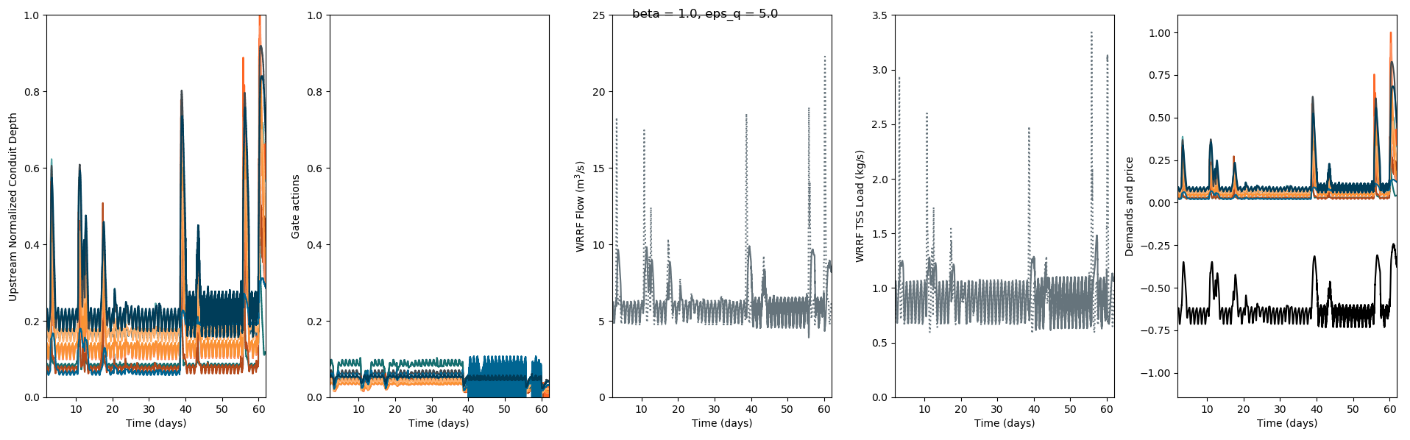 beta = 1.0, eps_q = 5.0
Upstream Normalized Conduit Depth
1.0
0.8
0.6
0.4
0.2
0.0
10 20 30 40 50 60
Time (days)
Gate actions
1.0
0.8
0.6
0.4
0.2
0.0
10 20 30 40 50 60
Time (days)
WRRF Flow (m³/s)
25
20
15
10
5
0
10 20 30 40 50 60
Time (days)
WRRF TSS Load (kg/s)
3.5
3.0
2.5
2.0
1.5
1.0
0.5
0.0
10 20 30 40 50 60
Time (days)
Demands and price
1.00
0.75
0.50
0.25
0.00
−0.25
−0.50
−0.75
−1.00
10 20 30 40 50 60
Time (days)